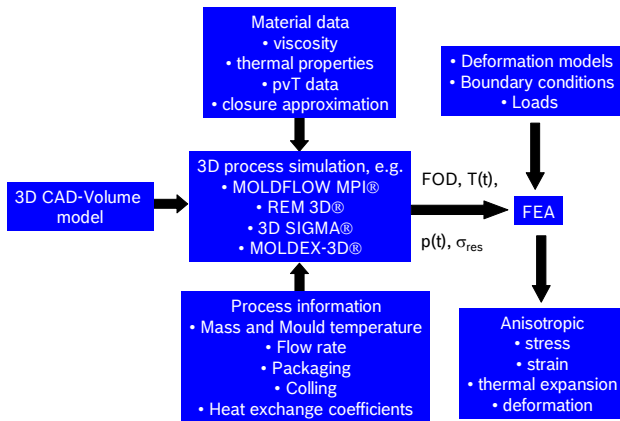 Material data
• viscosity
• thermal properties
• pvT data
• closure approximation
• Deformation models
• Boundary conditions
• Loads
3D CAD-Volume
model
3D process simulation, e.g.
• MOLDFLOW MPI®
• REM 3D®
• 3D SIGMA®
• MOLDEX-3D®
FOD, T(t),
p(t), σres
FEA
Process information
• Mass and Mould temperature
• Flow rate
• Packaging
• Colling
• Heat exchange coefficients
Anisotropic
• stress
• strain
• thermal expansion
• deformation